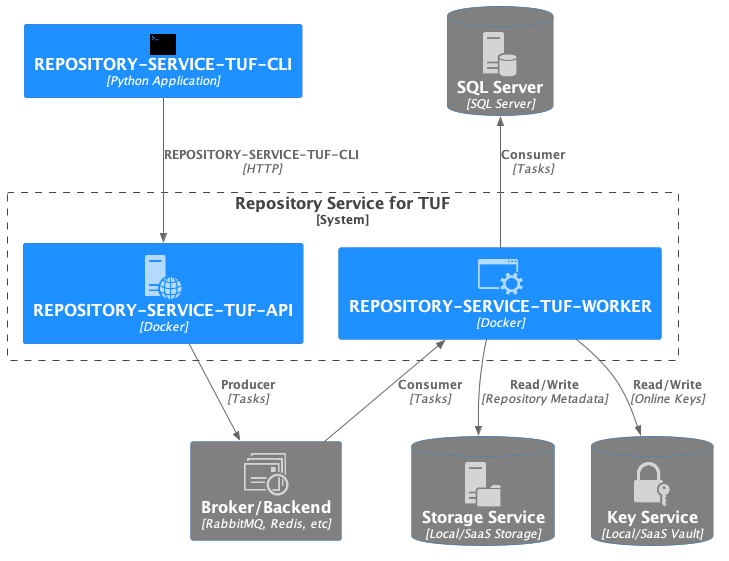 REPOSITORY-SERVICE-TUF-CLI
[Python Application]
SQL Server
[SQL Server]
REPOSITORY-SERVICE-TUF-CLI
[HTTP]
Consumer
[Tasks]
Repository Service for TUF
[System]
REPOSITORY-SERVICE-TUF-API
[Docker]
REPOSITORY-SERVICE-TUF-WORKER
[Docker]
Producer
[Tasks]
Consumer
[Tasks]
Read/Write
[Repository Metadata]
Read/Write
[Online Keys]
Broker/Backend
[RabbitMQ, Redis, etc]
Storage Service
[Local/SaaS Storage]
Key Service
[Local/SaaS Vault]